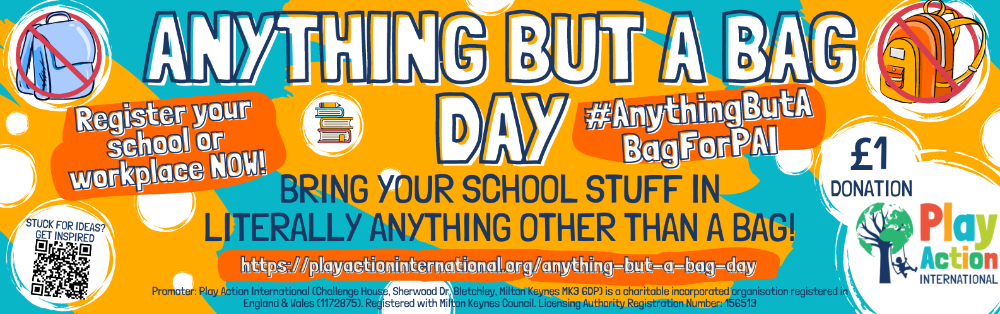 ANYTHING BUT A BAG
DAY
Register your
school or
workplace NOW!
#AnythingButA
BagForPAI
£1
DONATION
BRING YOUR SCHOOL STUFF IN
LITERALLY ANYTHING OTHER THAN A BAG!
STUCK FOR IDEAS?
GET INSPIRED
Play
Action
INTERNATIONAL
https://playactioninternational.org/anything-but-a-bag-day
Promoter: Play Action International (Challenge House, Sherwood Dr, Bletchley, Milton Keynes MK3 6DP) is a charitable incorporated organisation registered in
England & Wales (1172875). Registered with Milton Keynes Council. Licensing Authority Registration Number: 156513